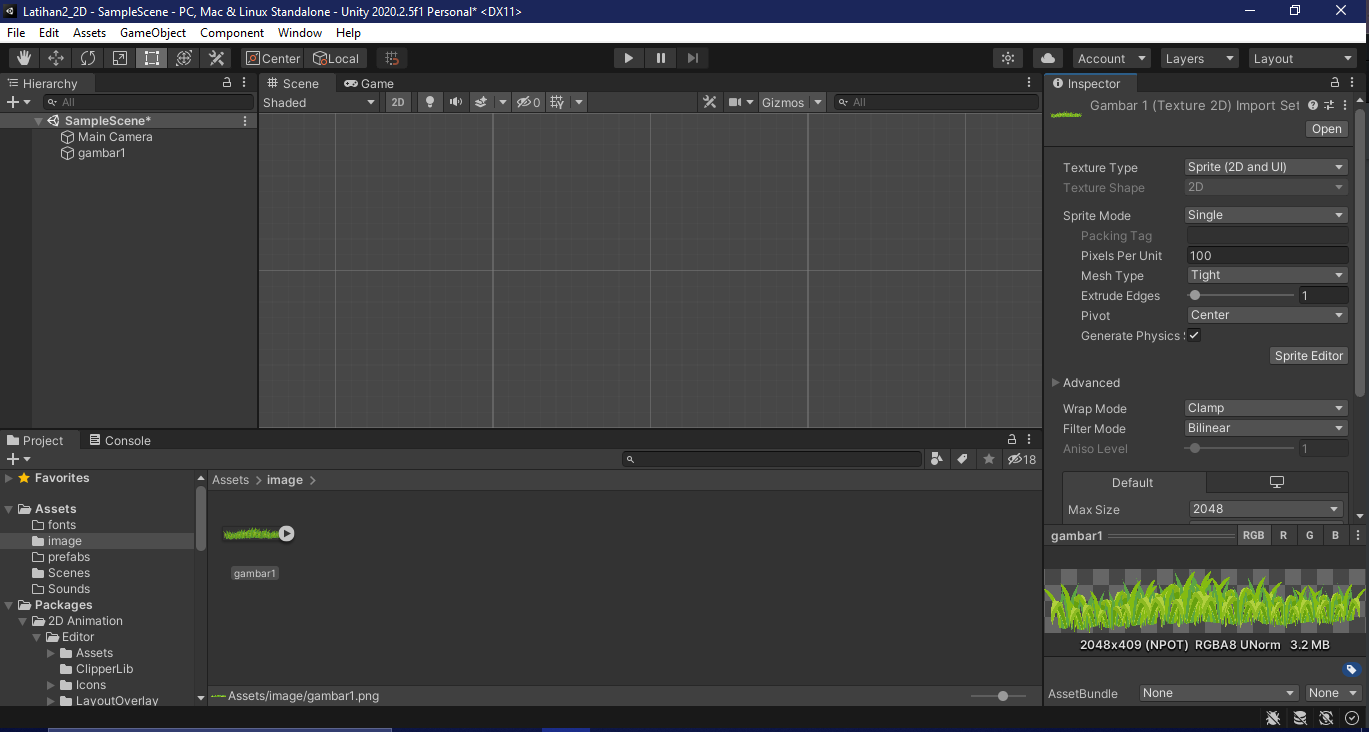 Latihan2_2D - SampleScene - PC, Mac & Linux Standalone - Unity 2020.2.5f1 Personal* <DX11>
File Edit Assets GameObject Component Window Help
Center Local Account Layers Layout
Hierarchy
All
SampleScene*
Main Camera
gambar1
Scene Game
Shaded 2D 0 Gizmos All
Inspector
Gambar 1 (Texture 2D) Import Set
Open
Texture Type Sprite (2D and UI)
Texture Shape 2D
Sprite Mode Single
Packing Tag
Pixels Per Unit 100
Mesh Type Tight
Extrude Edges 1
Pivot Center
Generate Physics S
Sprite Editor
Advanced
Wrap Mode Clamp
Filter Mode Bilinear
Aniso Level 1
Default
Max Size 2048
gambar1 RGB R G B
2048x409 (NPOT) RGBA8 UNorm 3.2 MB
AssetBundle None None
Project Console
18
Favorites
Assets
fonts
image
prefabs
Scenes
Sounds
Packages
2D Animation
Editor
Assets
ClipperLib
Icons
LayoutOverlay
Assets > image >
gambar1
Assets/image/gambar1.png